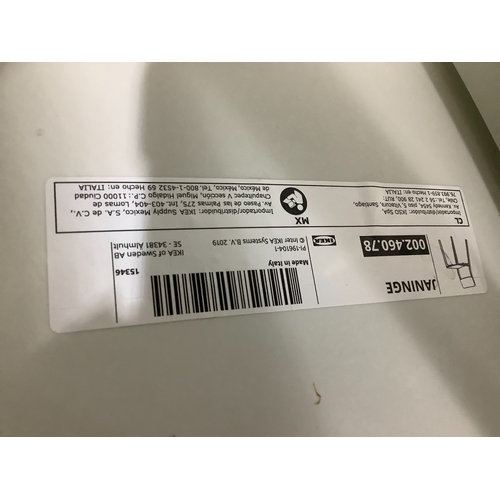 JANINGE
002.460.78
IKEA
Made in Italy
PI-196104-1
© Inter IKEA Systems B.V. 2019
15346
IKEA of Sweden AB
SE - 34381 Älmhult
CL
Importador/distribuidor: IKEA Spa,
Av. Kennedy 5454, Piso 5, Vitacura, Santiago,
Chile, Tel.56 2 241 28 900, RUT:
76.983.859-1 Hecho en: ITALIA
MX
Importador/distribuidor: IKEA Supply Mexico, S.A. de C.V.,
Av. Paseo de las Palmas 275, Int. 403-404, Lomas de
Chapultepec V sección, Miguel Hidalgo, C.P.: 11000 Ciudad
de México, México, Tel.800-1-4532 69 Hecho en: ITALIA